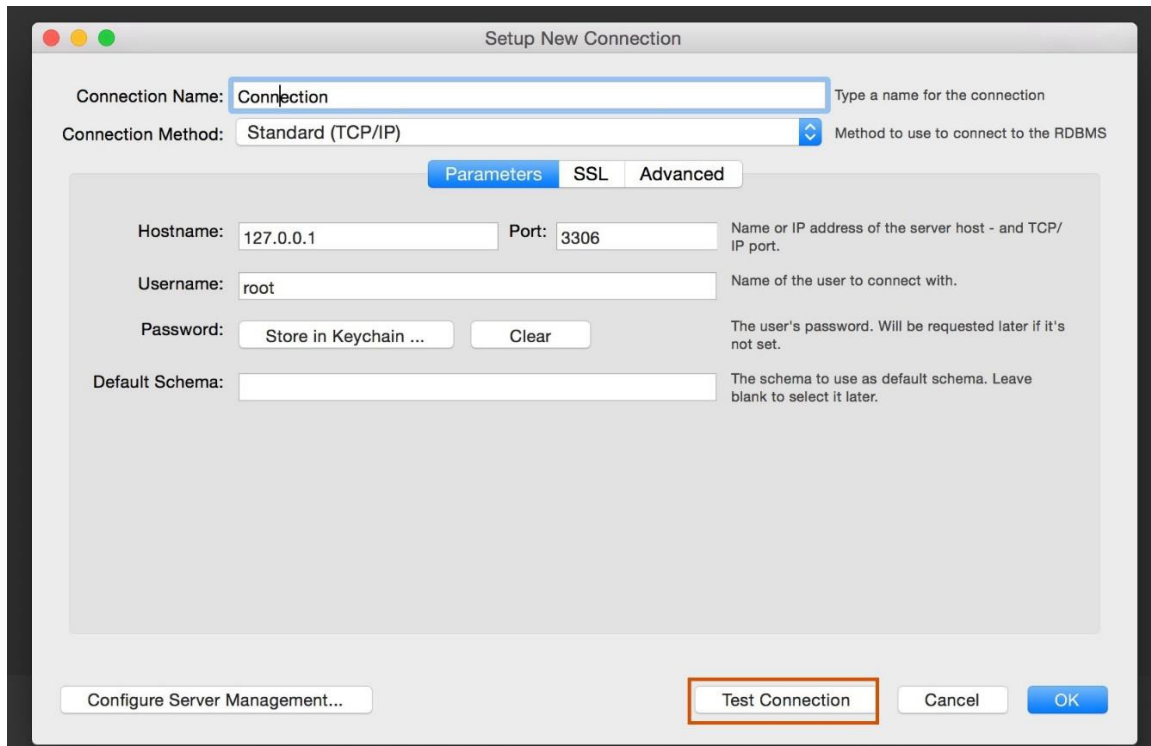 Setup New Connection
Connection Name: Connection Type a name for the connection
Connection Method: Standard (TCP/IP) Method to use to connect to the RDBMS
Parameters SSL Advanced
Hostname: 127.0.0.1 Port: 3306 Name or IP address of the server host - and TCP/
IP port.
Username: root Name of the user to connect with.
Password: Store in Keychain ... Clear The user's password. Will be requested later if it's
not set.
Default Schema: The schema to use as default schema. Leave
blank to select it later.
Configure Server Management... Test Connection Cancel OK